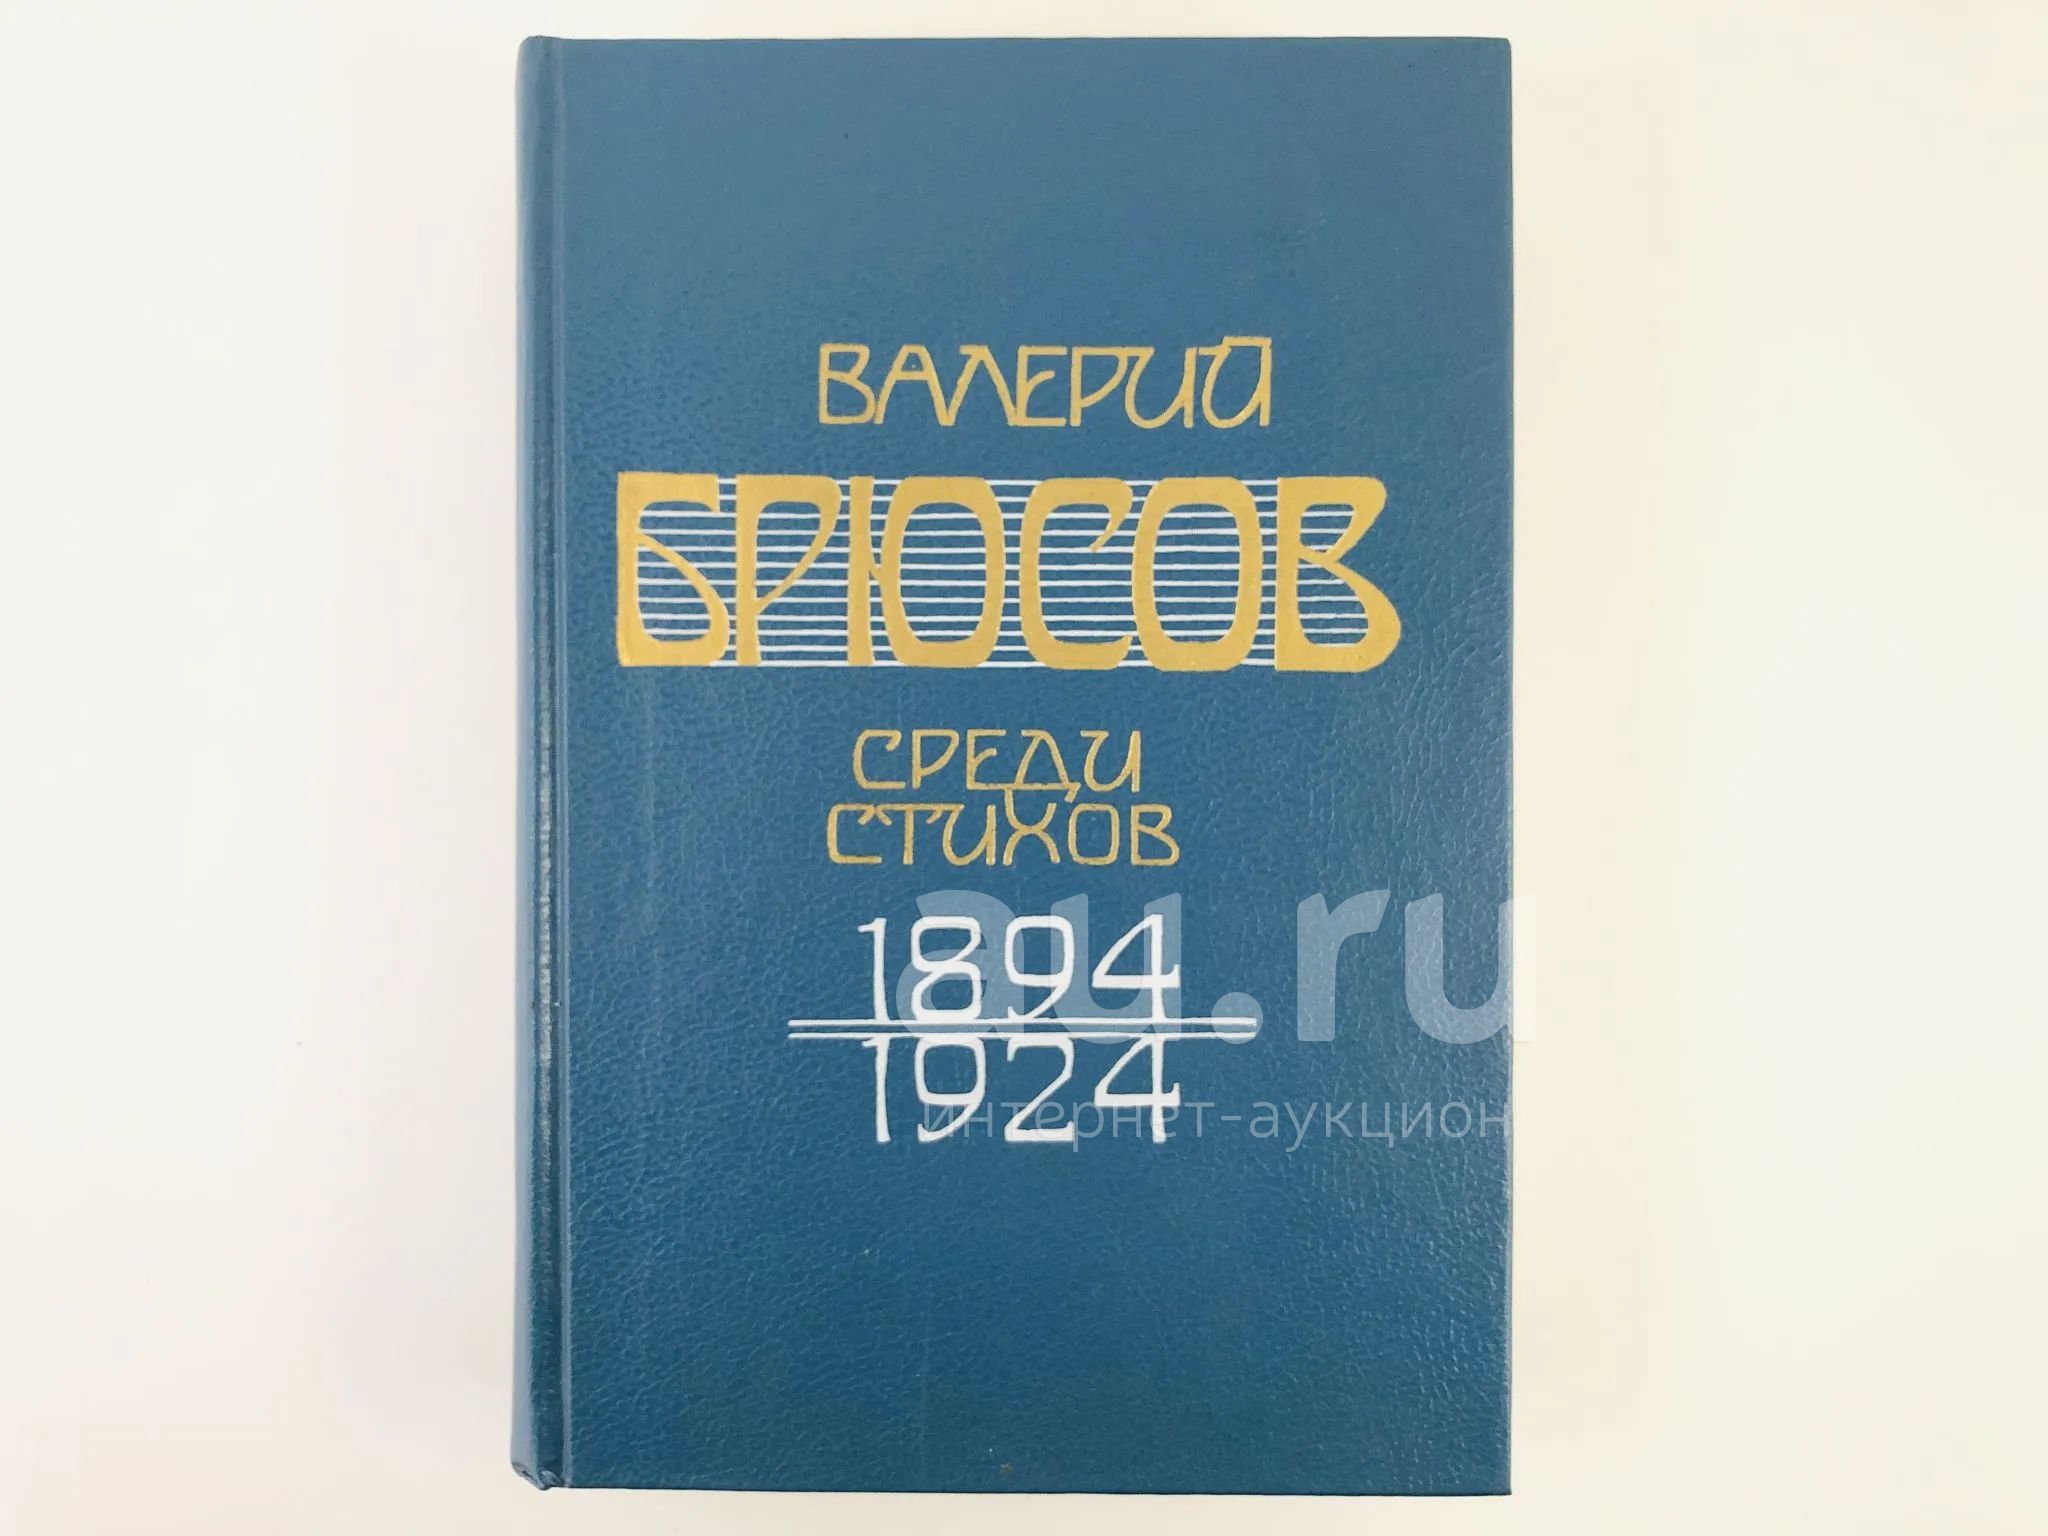 ВАЛЕРИЙ
БРЮСОВ
СРЕДИ
СТИХОВ
1894
1924
au.ru
интернет-аукцион